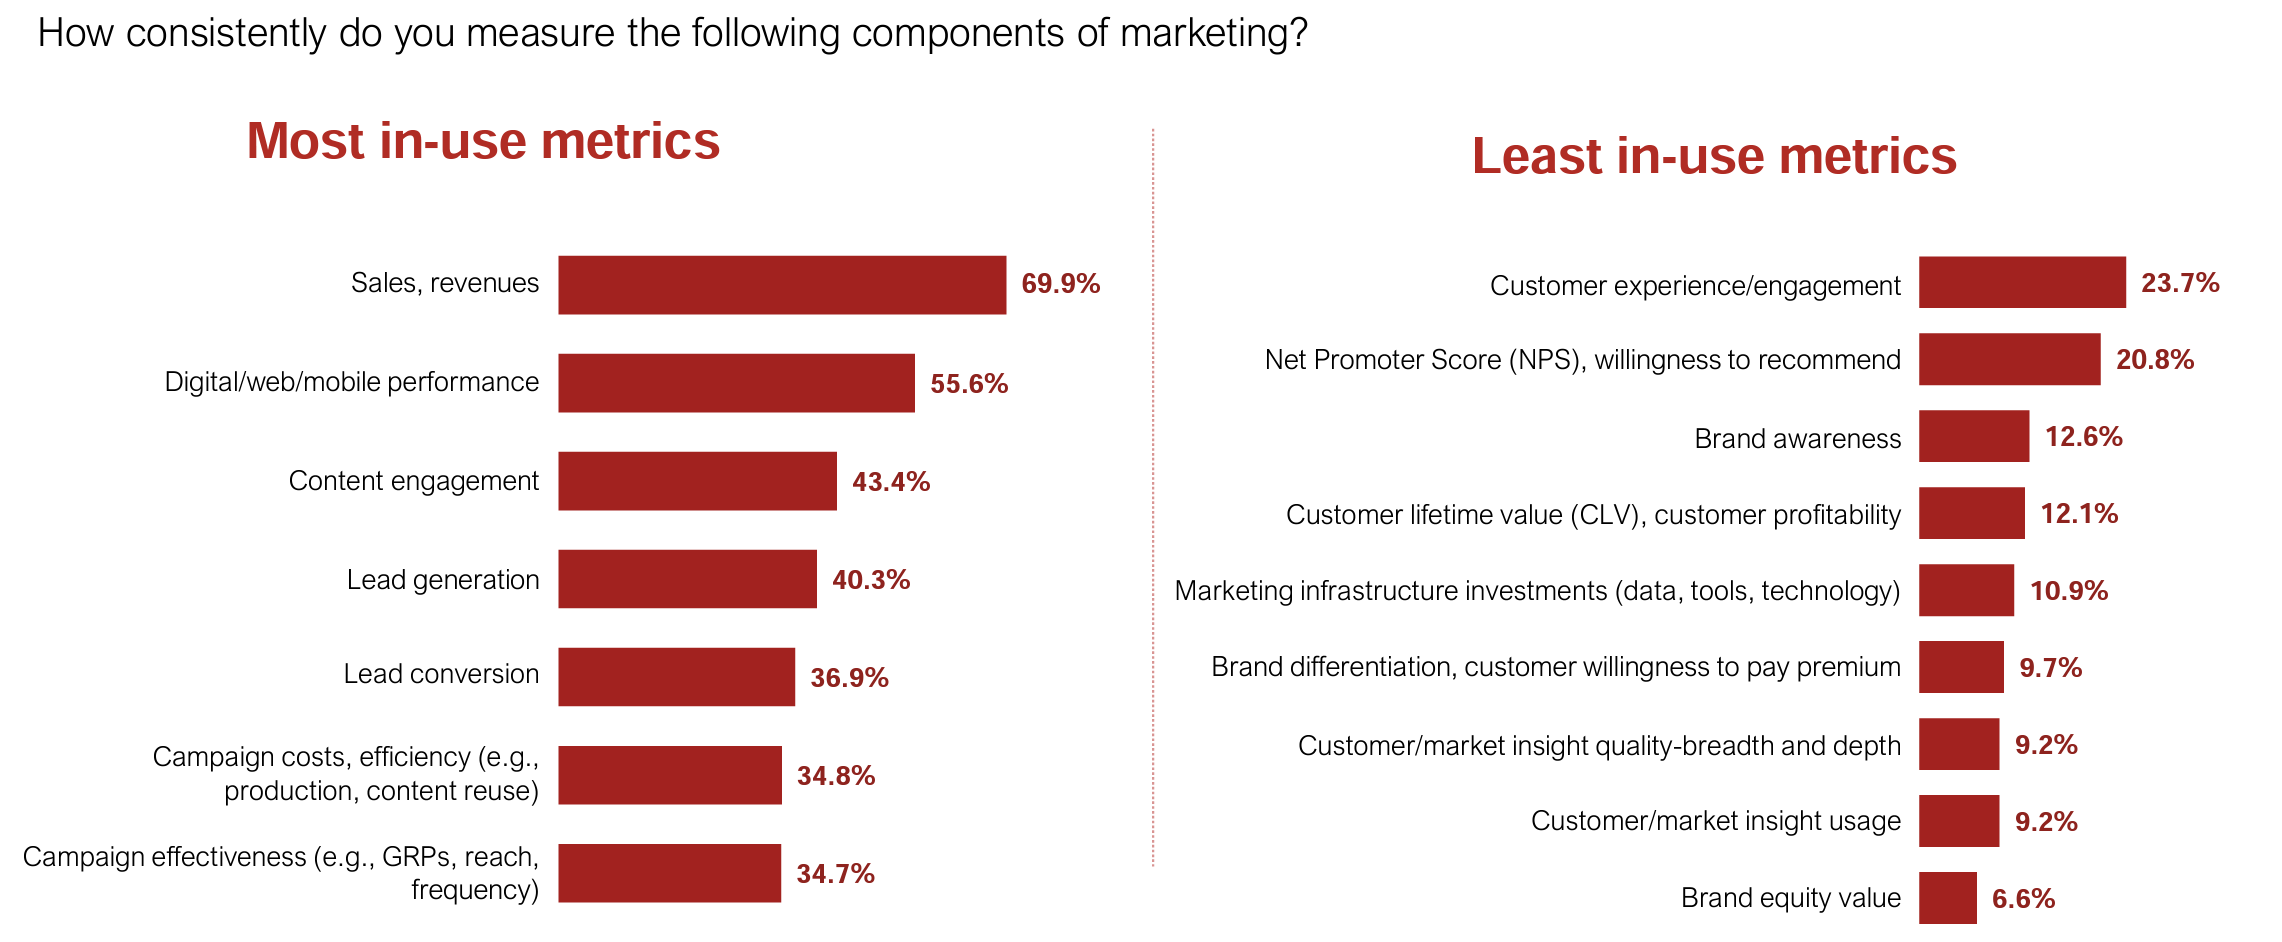 How consistently do you measure the following components of marketing?
Most in-use metrics
Sales, revenues
69.9%
Digital/web/mobile performance
55.6%
Content engagement
43.4%
Lead generation
40.3%
Lead conversion
36.9%
Campaign costs, efficiency (e.g.,
production, content reuse)
34.8%
Campaign effectiveness (e.g., GRPs, reach,
frequency)
34.7%
Least in-use metrics
Customer experience/engagement
23.7%
Net Promoter Score (NPS), willingness to recommend
20.8%
Brand awareness
12.6%
Customer lifetime value (CLV), customer profitability
12.1%
Marketing infrastructure investments (data, tools, technology)
10.9%
Brand differentiation, customer willingness to pay premium
9.7%
Customer/market insight quality-breadth and depth
9.2%
Customer/market insight usage
9.2%
Brand equity value
6.6%